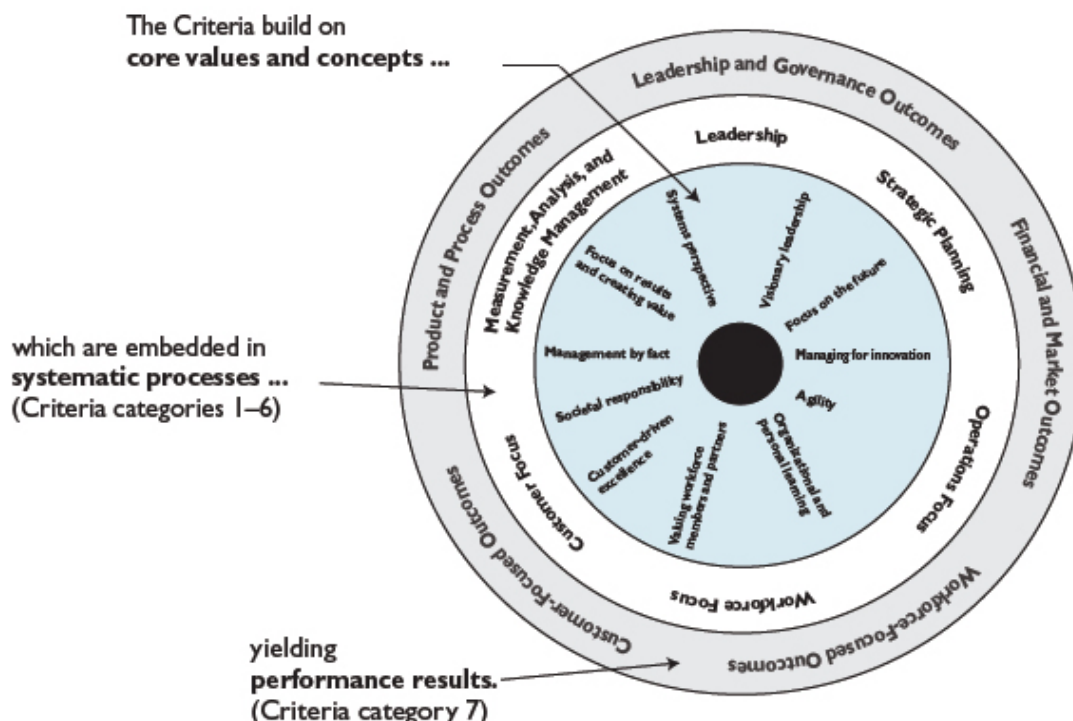 The Criteria build on
core values and concepts ...
which are embedded in
systematic processes ...
(Criteria categories 1–6)
yielding
performance results.
(Criteria category 7)
Leadership and Governance Outcomes
Financial and Market Outcomes
Workforce-Focused Outcomes
Customer-Focused Outcomes
Product and Process Outcomes
Leadership
Strategic Planning
Operations Focus
Workforce Focus
Customer Focus
Measurement, Analysis, and
Knowledge Management
Systems perspective
Visionary leadership
Focus on the future
Managing for innovation
Agility
Organizational and
personal learning
Valuing workforce
members and partners
Customer-driven
excellence
Societal responsibility
Management by fact
Focus on results
and creating value